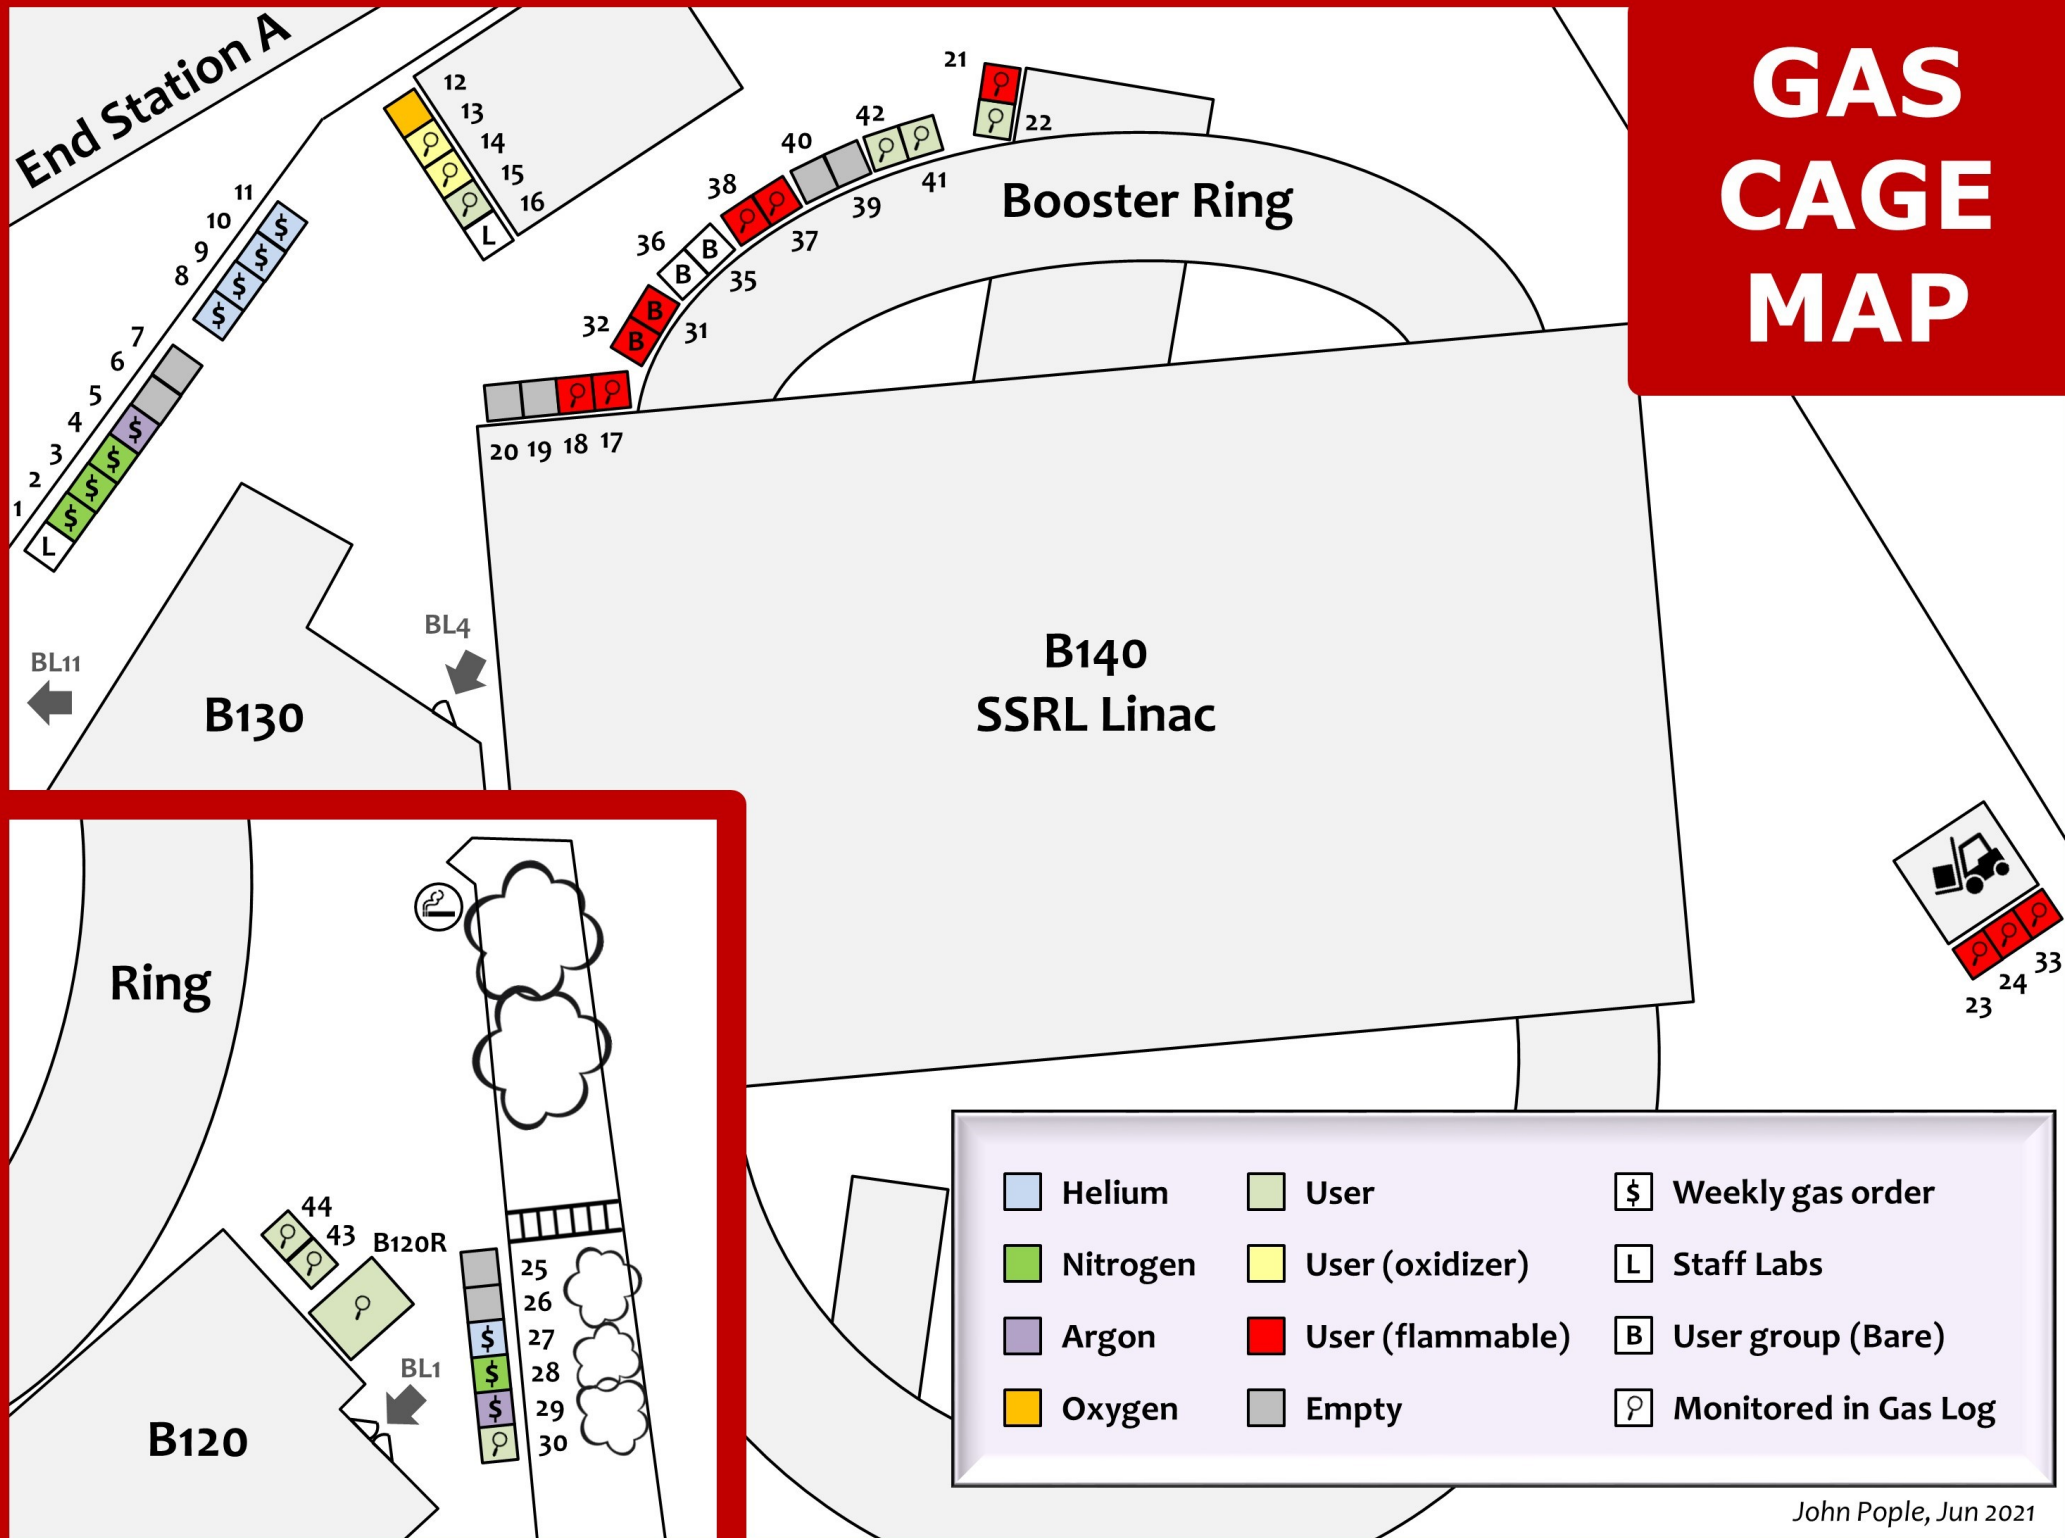 GAS
CAGE
MAP
End Station A
12
13
14
15
16
L
11
10
9
8
$
$
$
$
7
6
5
4
3
2
1
$
$
$
$
L
21
22
42
41
40
39
38
37
36
35
B
B
32
31
B
B
20 19 18 17
Booster Ring
B140
SSRL Linac
BL4
BL11
B130
23
24
33
Ring
44
43
B120R
25
26
$ 27
$ 28
$ 29
30
BL1
B120
Helium
User
$ Weekly gas order
Nitrogen
User (oxidizer)
L Staff Labs
Argon
User (flammable)
B User group (Bare)
Oxygen
Empty
Monitored in Gas Log
John Pople, Jun 2021